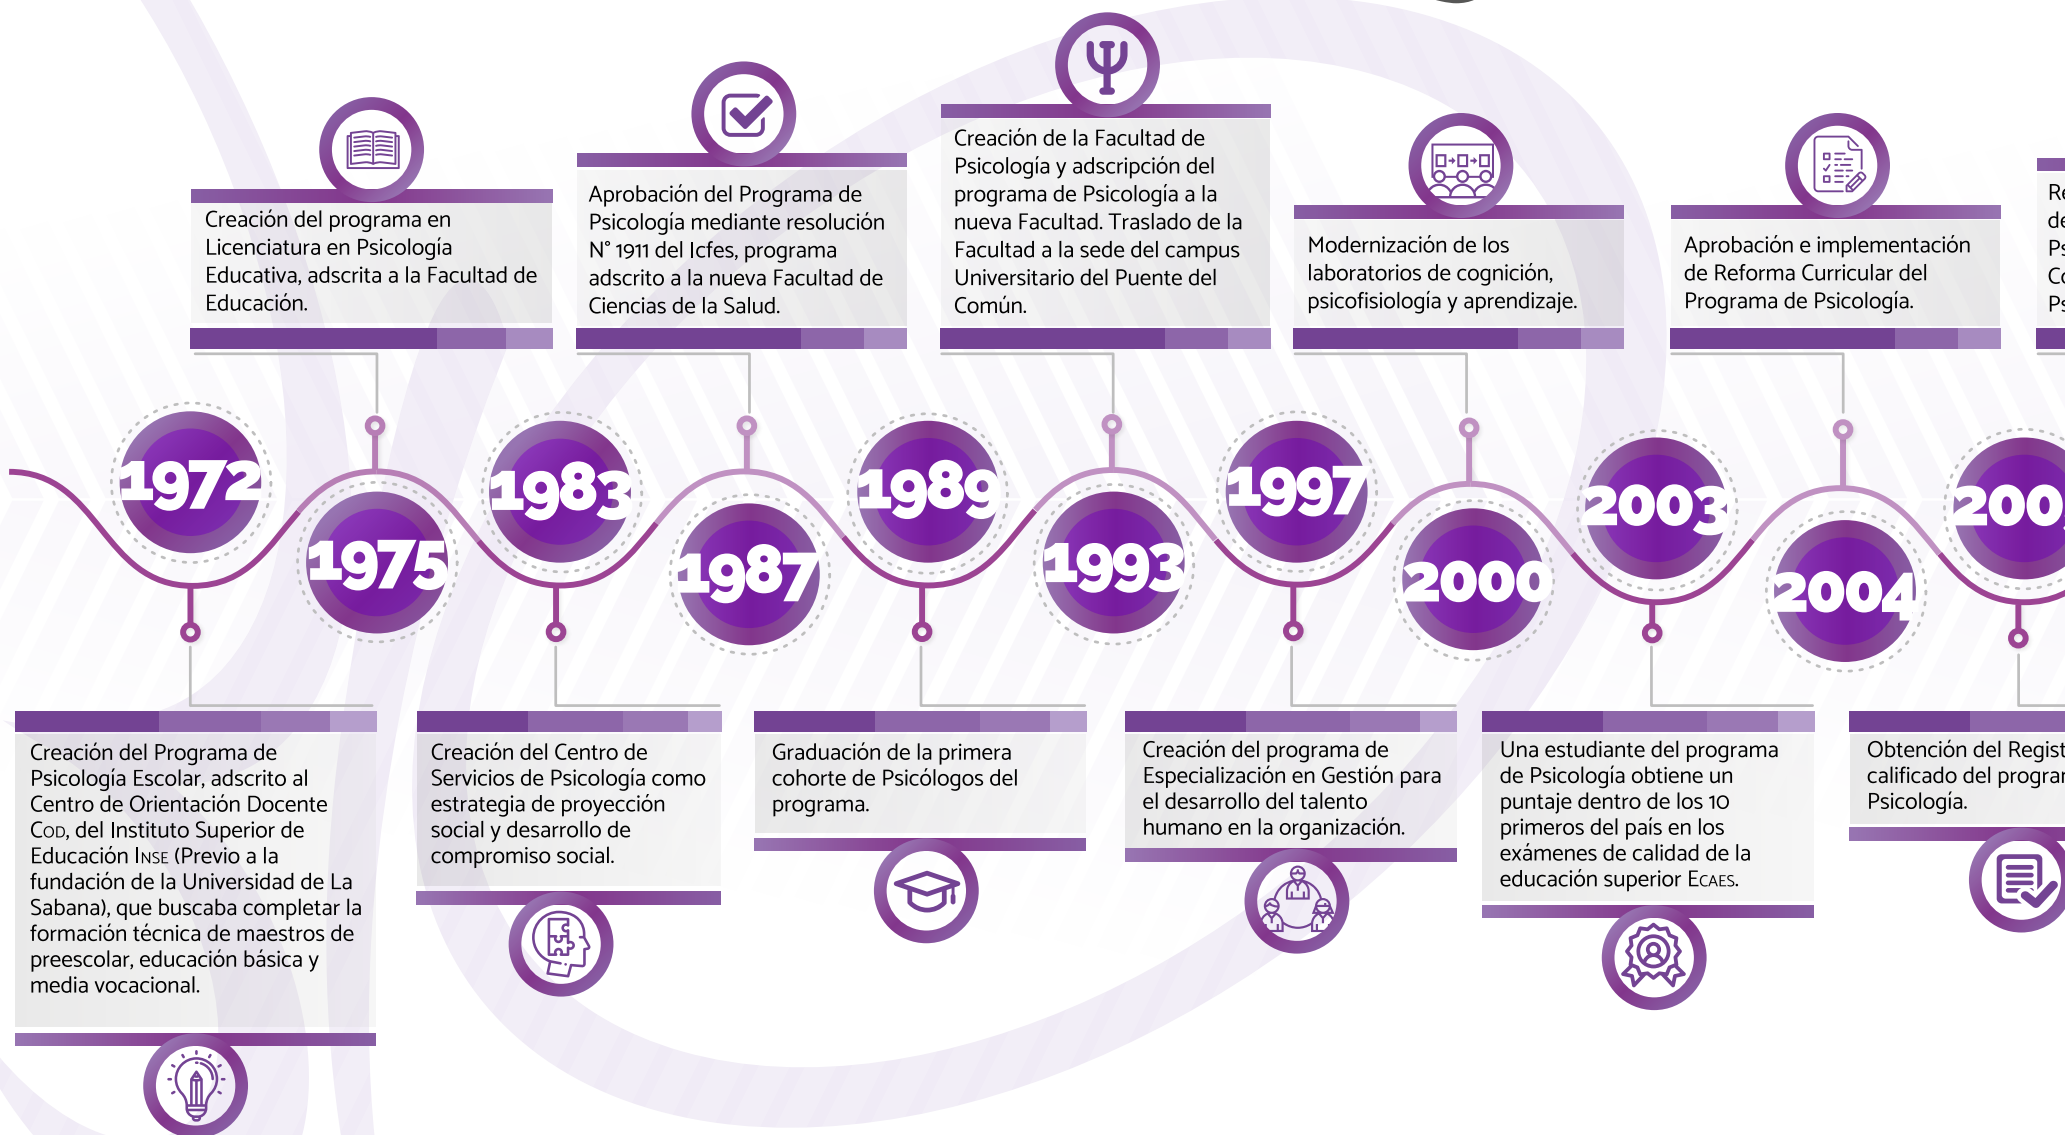 1972
Creación del Programa de
Psicología Escolar, adscrito al
Centro de Orientación Docente
COD, del Instituto Superior de
Educación INSE (Previo a la
fundación de la Universidad de La
Sabana), que buscaba completar la
formación técnica de maestros de
preescolar, educación básica y
media vocacional.
1975
Creación del programa en
Licenciatura en Psicología
Educativa, adscrita a la Facultad de
Educación.
1983
Creación del Centro de
Servicios de Psicología como
estrategia de proyección
social y desarrollo de
compromiso social.
1987
Aprobación del Programa de
Psicología mediante resolución
N° 1911 del Icfes, programa
adscrito a la nueva Facultad de
Ciencias de la Salud.
1989
Graduación de la primera
cohorte de Psicólogos del
programa.
1993
Creación de la Facultad de
Psicología y adscripción del
programa de Psicología a la
nueva Facultad. Traslado de la
Facultad a la sede del campus
Universitario del Puente del
Común.
1997
Creación del programa de
Especialización en Gestión para
el desarrollo del talento
humano en la organización.
2000
Modernización de los
laboratorios de cognición,
psicofisiología y aprendizaje.
2003
Una estudiante del programa
de Psicología obtiene un
puntaje dentro de los 10
primeros del país en los
exámenes de calidad de la
educación superior ECAES.
2004
Aprobación e implementación
de Reforma Curricular del
Programa de Psicología.
Obtención del
calificado del
Psicología.